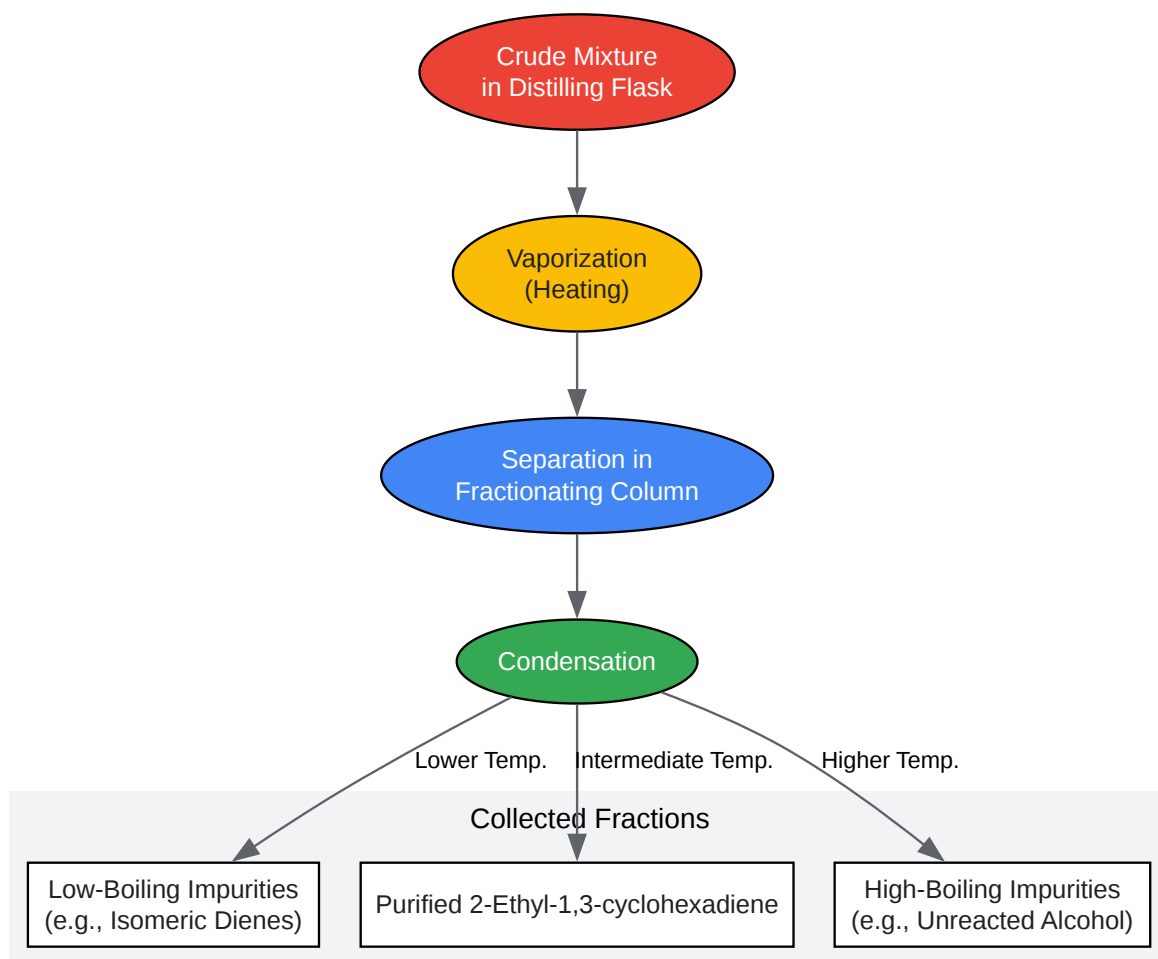 Crude Mixture
in Distilling Flask
Vaporization
(Heating)
Separation in
Fractionating Column
Condensation
Lower Temp.
Intermediate Temp.
Higher Temp.
Collected Fractions
Low-Boiling Impurities
(e.g., Isomeric Dienes)
Purified 2-Ethyl-1,3-cyclohexadiene
High-Boiling Impurities
(e.g., Unreacted Alcohol)